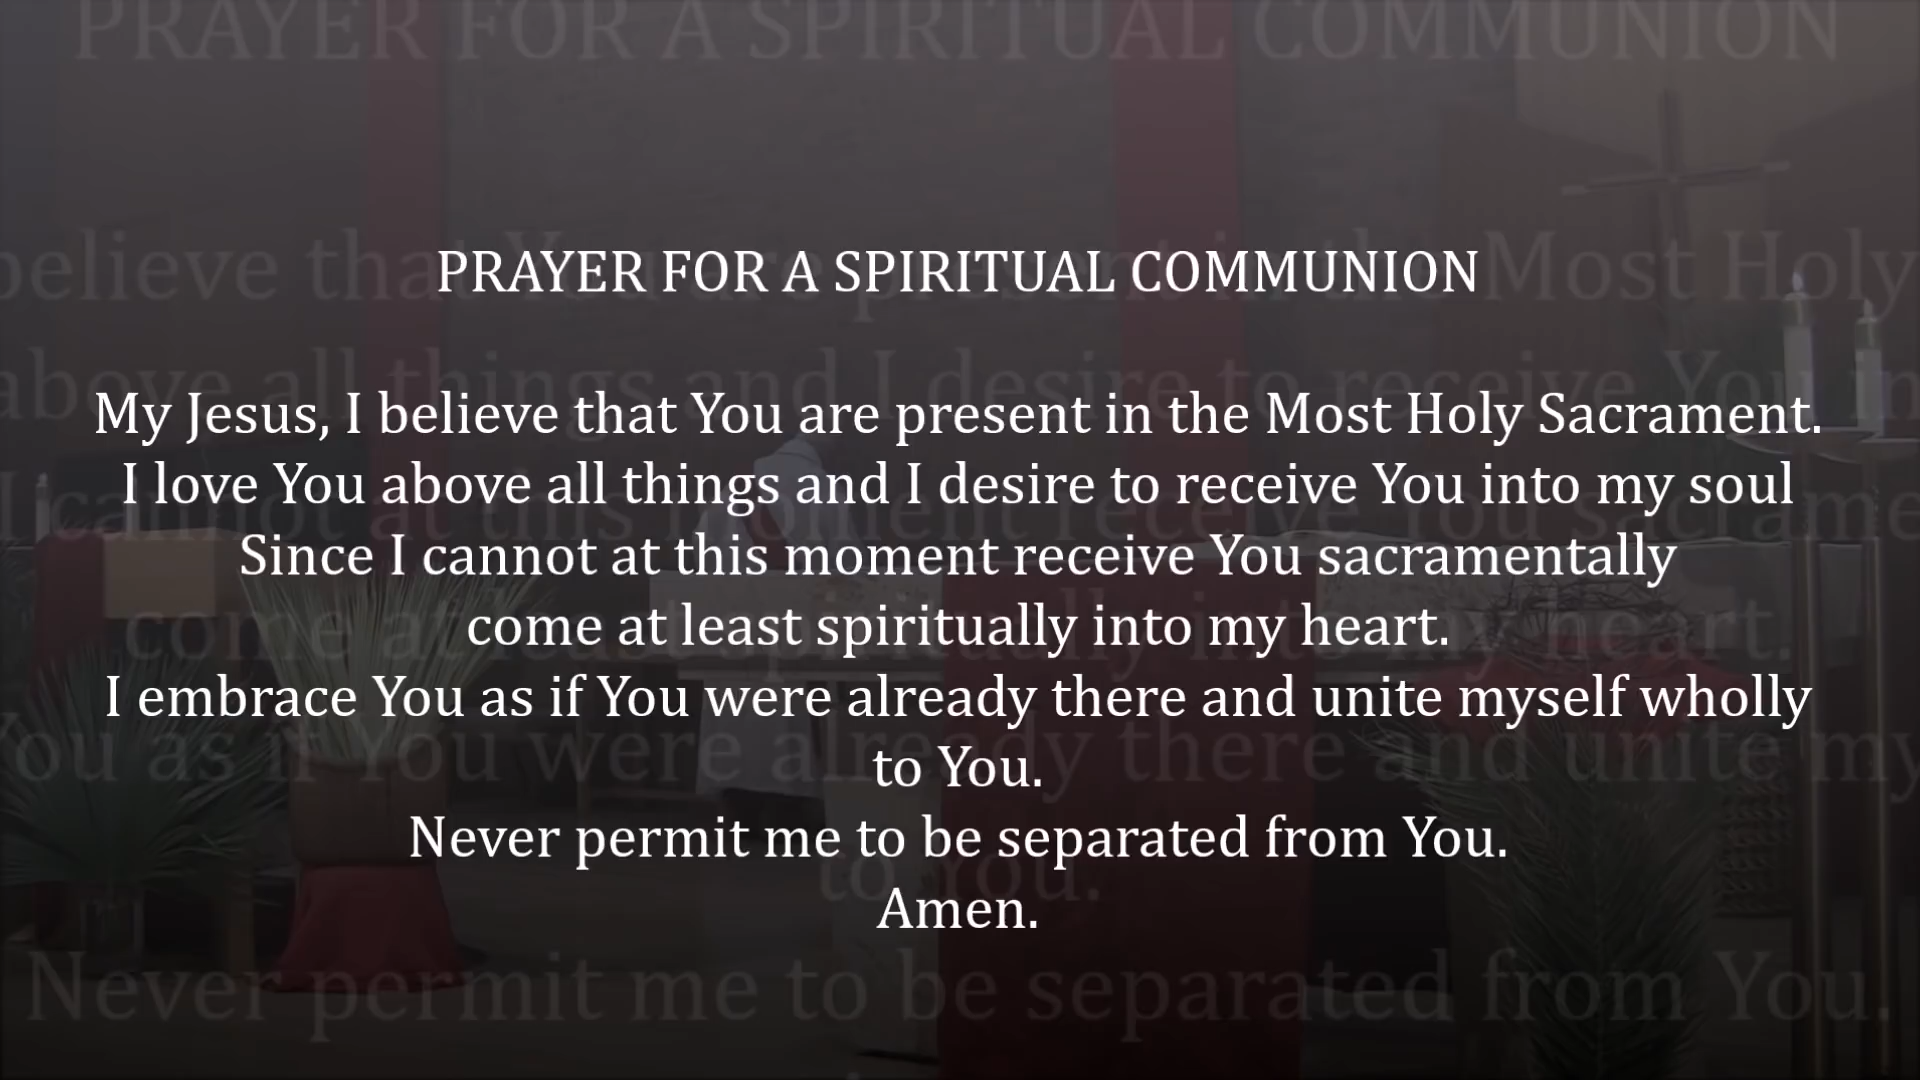 PRAYER FOR A SPIRITUAL COMMUNION
My Jesus, I believe that You are present in the Most Holy Sacrament.
I love You above all things and I desire to receive You into my soul
Since I cannot at this moment receive You sacramentally
come at least spiritually into my heart.
I embrace You as if You were already there and unite myself wholly
to You.
Never permit me to be separated from You.
Amen.